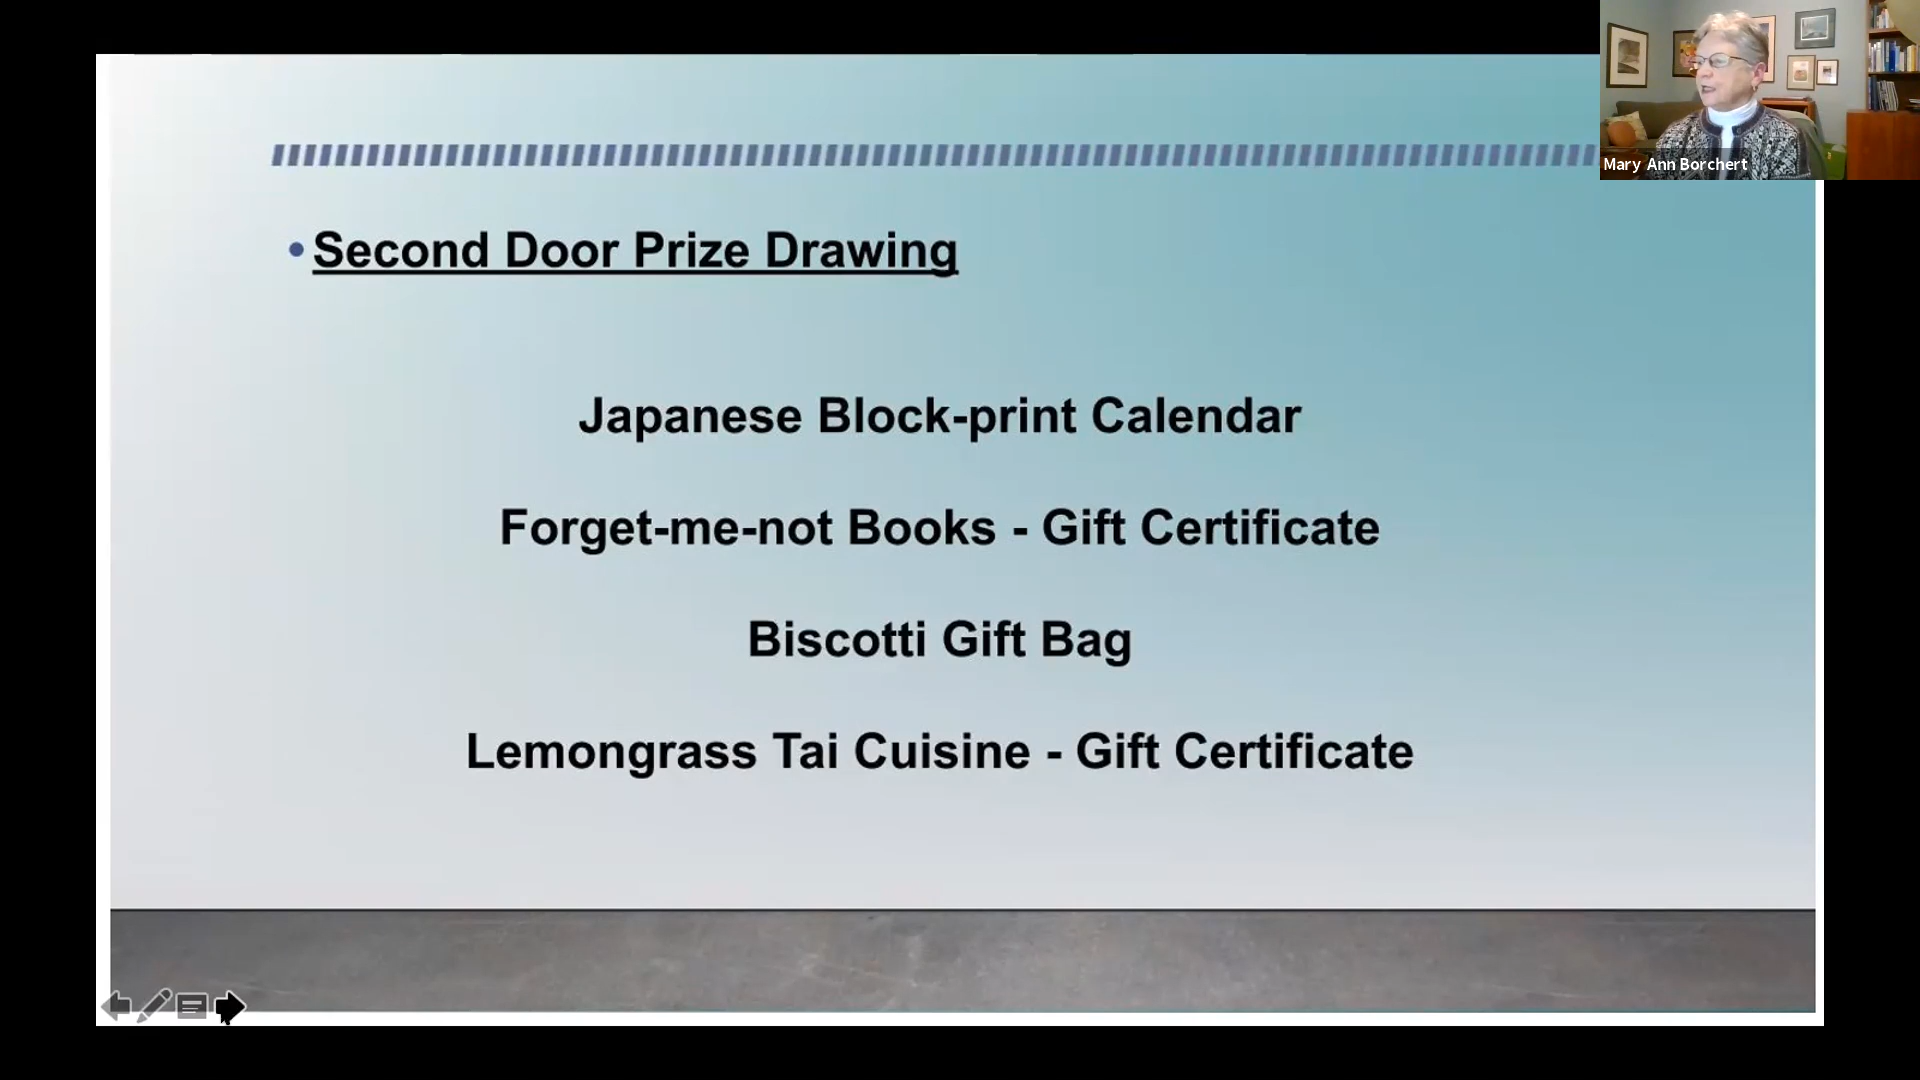 Mary Ann Borchert
• Second Door Prize Drawing
Japanese Block-print Calendar
Forget-me-not Books - Gift Certificate
Biscotti Gift Bag
Lemongrass Tai Cuisine - Gift Certificate